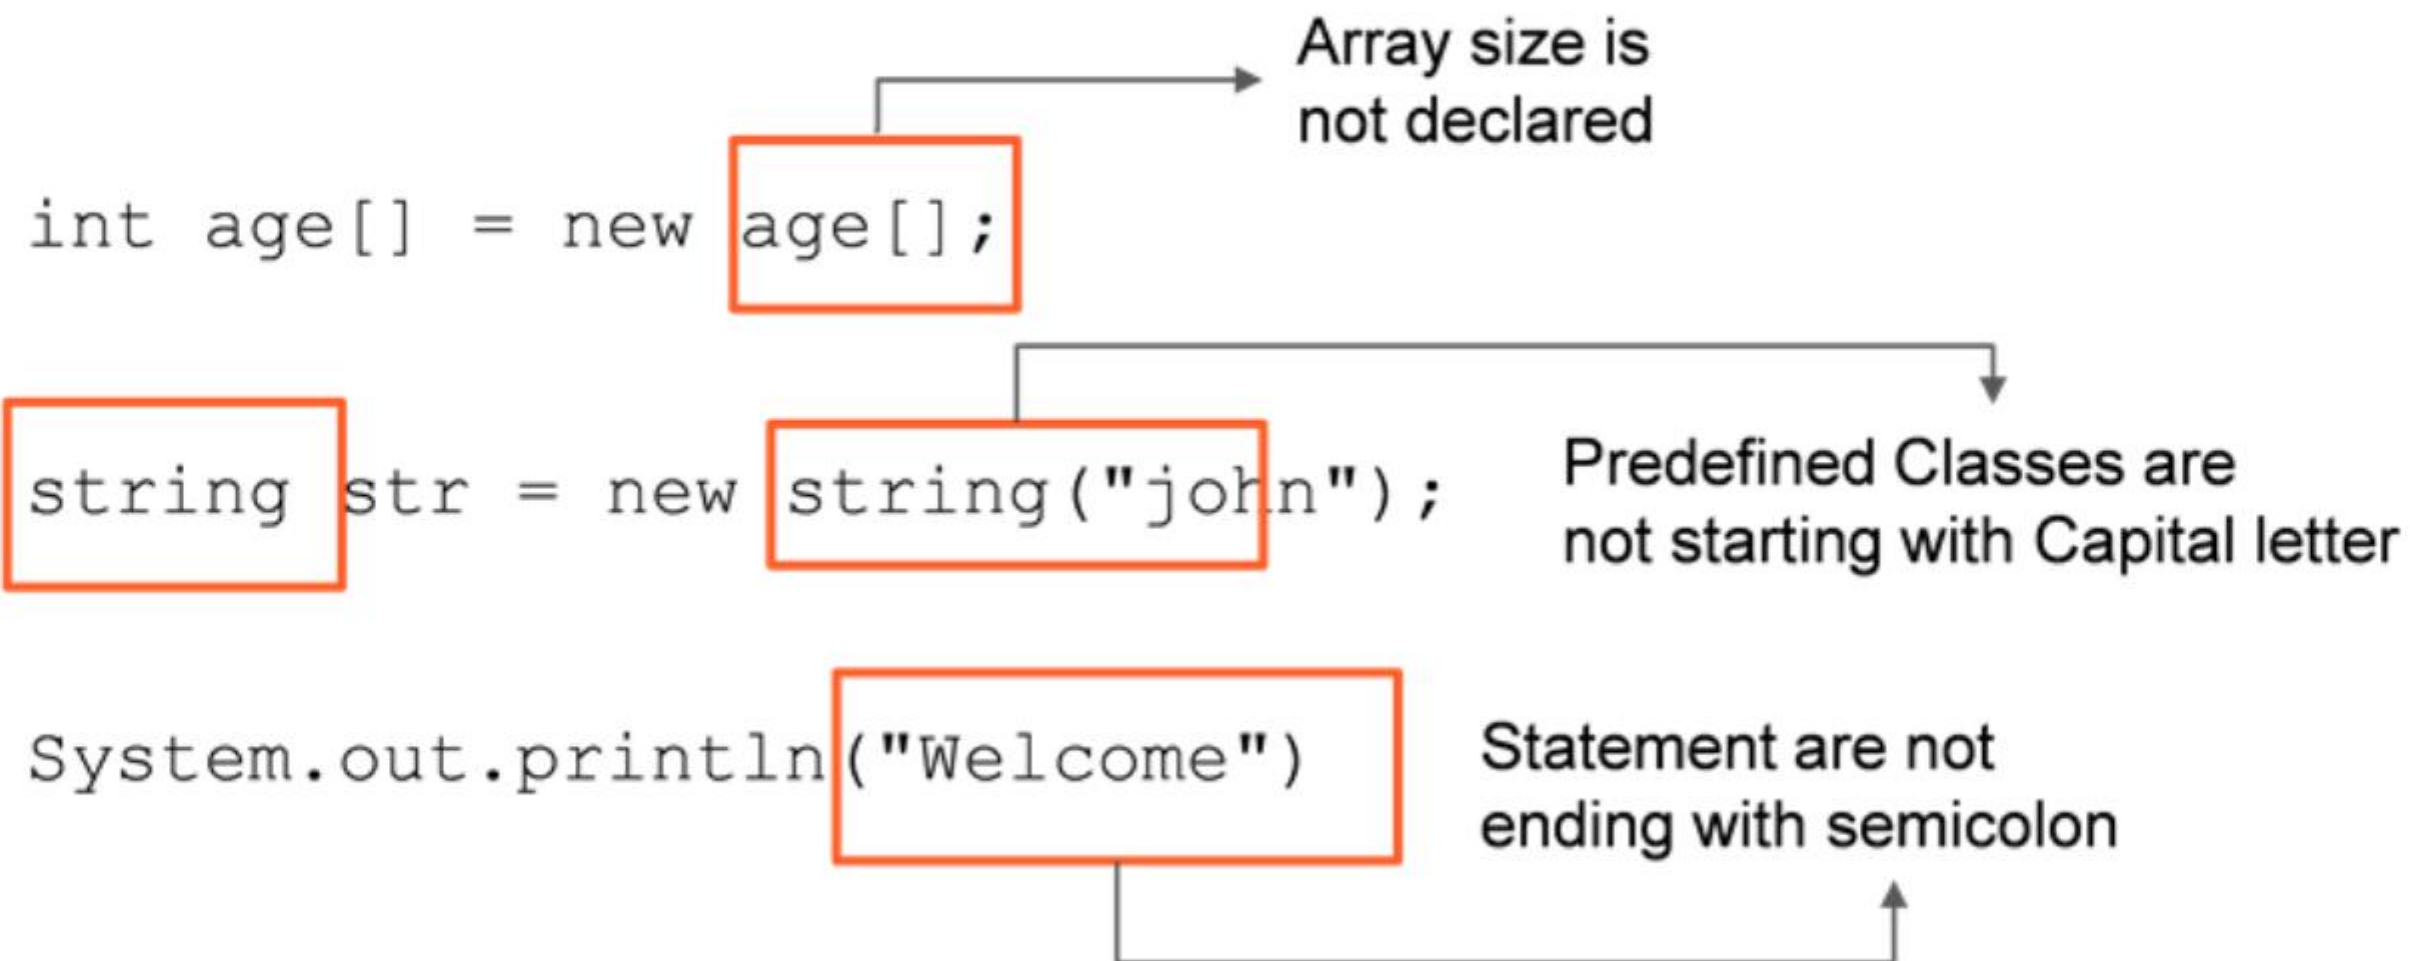 Array size is
not declared
int age[] = new age[];
string str = new string("john");
Predefined Classes are
not starting with Capital letter
System.out.println("Welcome")
Statement are not
ending with semicolon